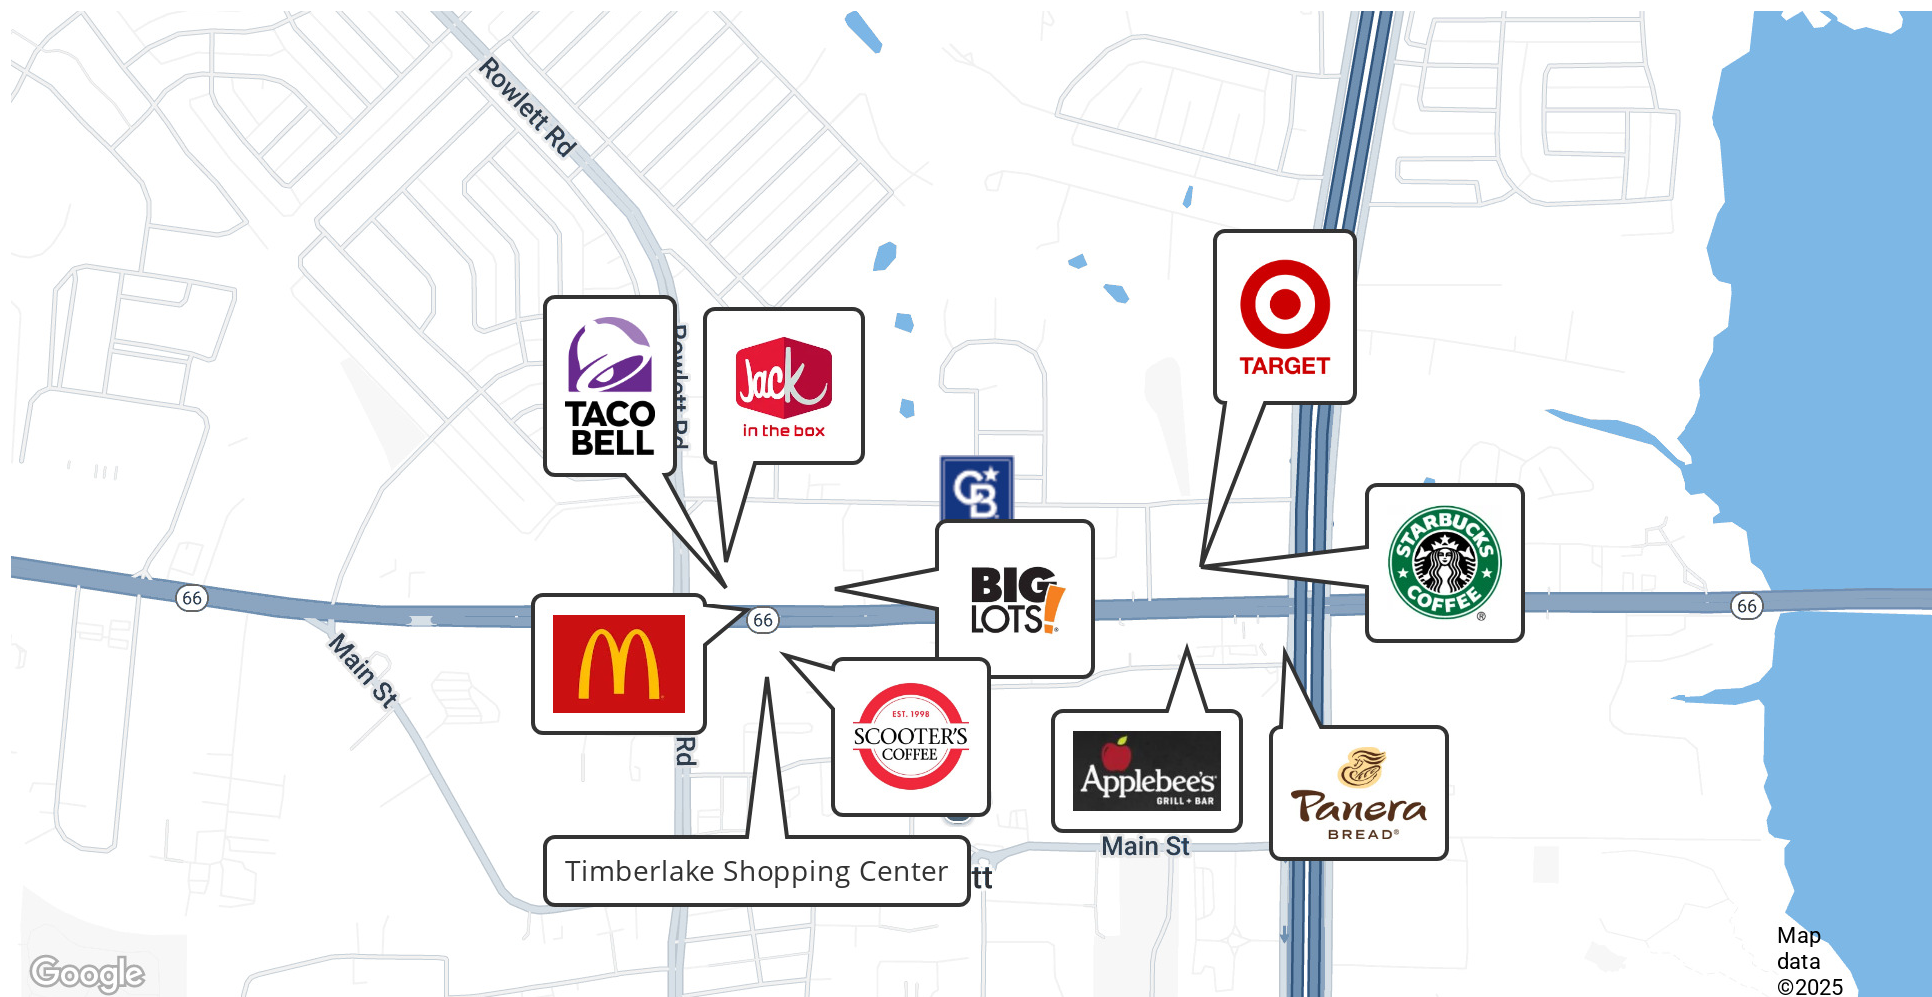 Rowlett Rd
TARGET
TACO
BELL
Rowlett Rd
Jack
in the box
CB
STARBUCKS
COFFEE
®
BIG
LOTS!
66
66
66
Main St
M
Rd
EST. 1998
SCOOTER'S
COFFEE
Applebee's
GRILL + BAR
Panera
BREAD®
Main St
Timberlake Shopping Center
tt
Google
Map
data
©2025